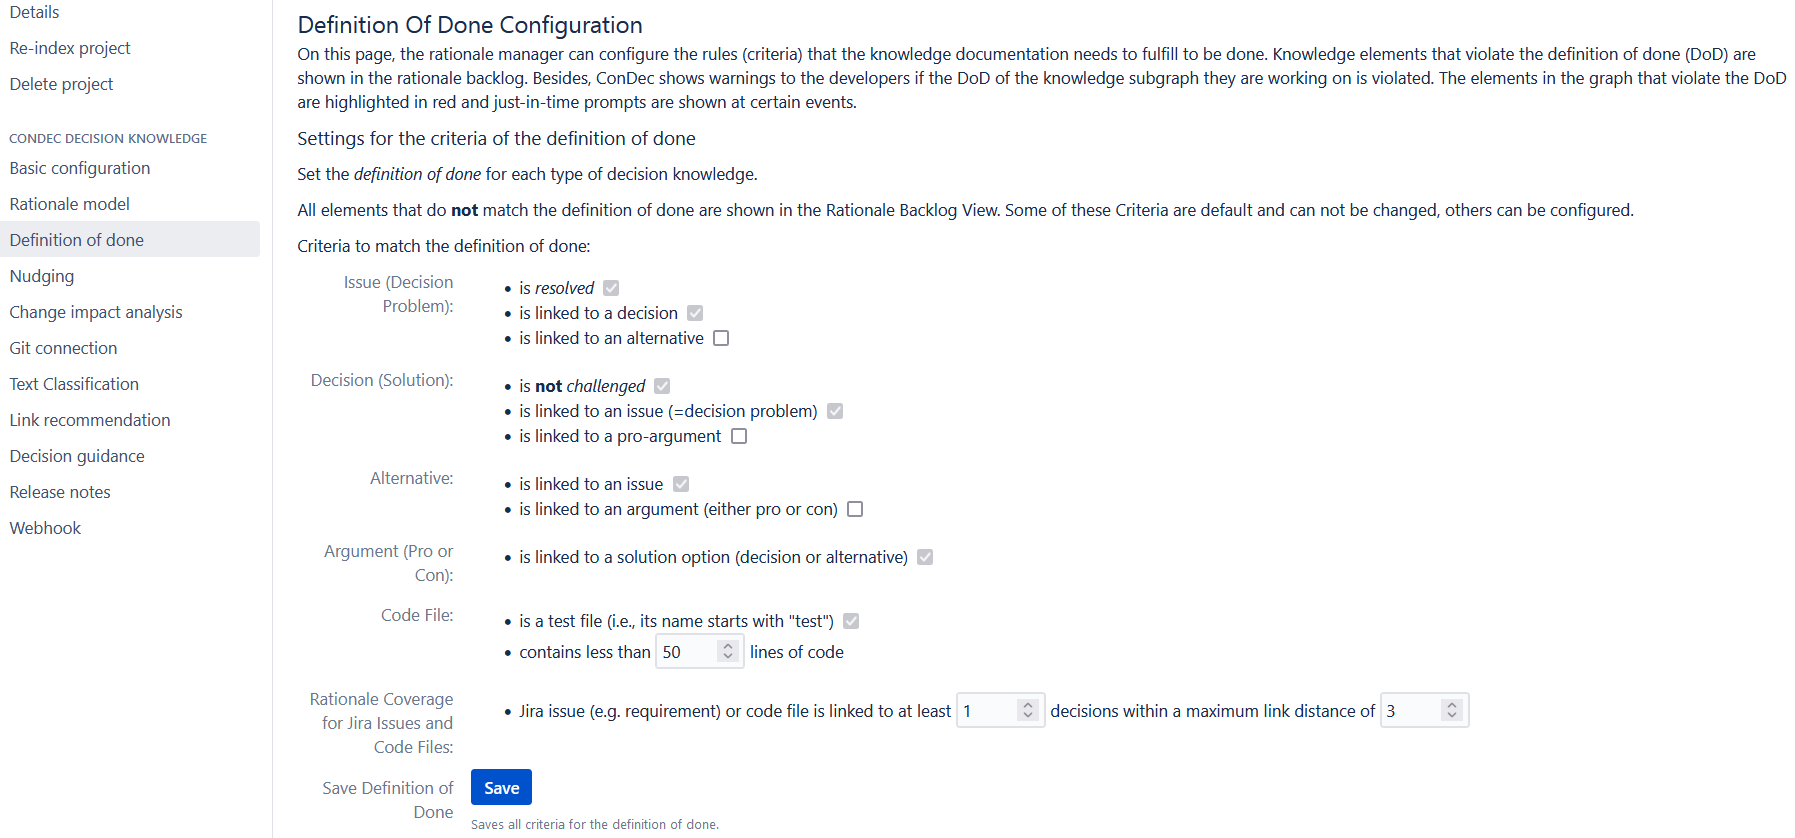 Details
Re-index project
Delete project
CONDEC DECISION KNOWLEDGE
Basic configuration
Rationale model
Definition of done
Nudging
Change impact analysis
Git connection
Text Classification
Link recommendation
Decision guidance
Release notes
Webhook
Definition Of Done Configuration
On this page, the rationale manager can configure the rules (criteria) that the knowledge documentation needs to fulfill to be done. Knowledge elements that violate the definition of done (DoD) are
shown in the rationale backlog. Besides, ConDec shows warnings to the developers if the DoD of the knowledge subgraph they are working on is violated. The elements in the graph that violate the DoD
are highlighted in red and just-in-time prompts are shown at certain events.
Settings for the criteria of the definition of done
Set the definition of done for each type of decision knowledge.
All elements that do not match the definition of done are shown in the Rationale Backlog View. Some of these Criteria are default and can not be changed, others can be configured.
Criteria to match the definition of done:
Issue (Decision
Problem):
• is resolved
• is linked to a decision
• is linked to an alternative
Decision (Solution):
• is not challenged
• is linked to an issue (=decision problem)
• is linked to a pro-argument
Alternative:
• is linked to an issue
• is linked to an argument (either pro or con)
Argument (Pro or
Con):
• is linked to a solution option (decision or alternative)
Code File:
• is a test file (i.e., its name starts with "test")
• contains less than 50 lines of code
Rationale Coverage
for Jira Issues and
Code Files:
• Jira issue (e.g. requirement) or code file is linked to at least 1 decisions within a maximum link distance of 3
Save Definition of
Done
Save
Saves all criteria for the definition of done.